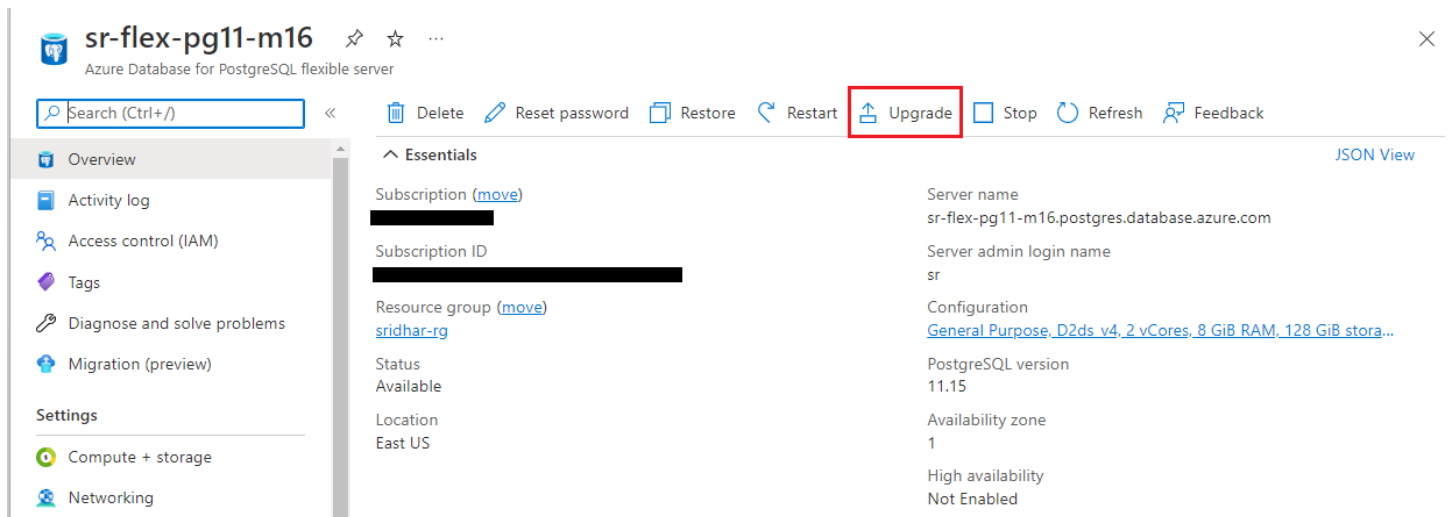 sr-flex-pg11-m16
Azure Database for PostgreSQL flexible server
Search (Ctrl+/)
Delete Reset password Restore Restart Upgrade Stop Refresh Feedback
Overview
Activity log
Access control (IAM)
Tags
Diagnose and solve problems
Migration (preview)
Settings
Compute + storage
Networking
Essentials
JSON View
Subscription (move)
Subscription ID
Resource group (move)
sridhar-rg
Status
Available
Location
East US
Server name
sr-flex-pg11-m16.postgres.database.azure.com
Server admin login name
sr
Configuration
General Purpose, D2ds_v4, 2 vCores, 8 GiB RAM, 128 GiB stora...
PostgreSQL version
11.15
Availability zone
1
High availability
Not Enabled